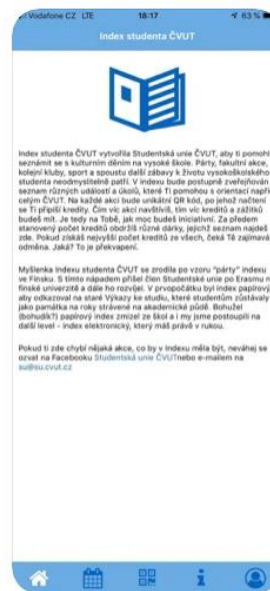 Vodafone CZ LTE 18:17 63 %
Index studenta ČVUT
Index studenta ČVUT vytvořila Studentská unie ČVUT, aby ti pomohl
seznámit se s kulturním děním na vysoké škole. Párty, fakultní akce,
kolejní kluby, sport a spoustu další zábavy k životu vysokoškolského
studenta neodmyslitelně patří. V indexu bude postupně zveřejňován
seznam různých událostí a úkolů, které Ti pomohou s orientací napří
celým ČVUT. Na každé akci bude unikátní QR kód, po jehož načtení
se Ti připíší kredity. Čím víc akcí navštívíš, tím víc kreditů a zážitků
budeš mít. Je tedy na Tobě, jak moc budeš iniciativní. Za předem
stanovený počet kreditů obdržíš různé dárky, jejichž seznam najdeš
zde. Pokud získáš nejvyšší počet kreditů ze všech, čeká Tě zajímavá
odměna. Jaká? To je překvapení.
Myšlenka Indexu studenta ČVUT se zrodila po vzoru "párty" indexu
ve Finsku. S tímto nápadem přišel člen Studentské unie po Erasmu n
finské univerzitě a dále ho rozvíjel. V prvopočátku byl index papírový
aby odkazoval na staré Výkazy ke studiu, které studentům zůstávaly
jako památka na roky strávené na akademické půdě. Bohužel
(bohudík?) papírový index zmizel ze škol a i my jsme postoupili na
další level - index elektronický, který máš právě v rukou.
Pokud ti zde chybí nějaká akce, co by v Indexu měla být, neváhej se
ozvat na Facebooku Studentská unie ČVUTnebo e-mailem na
su@su.cvut.cz